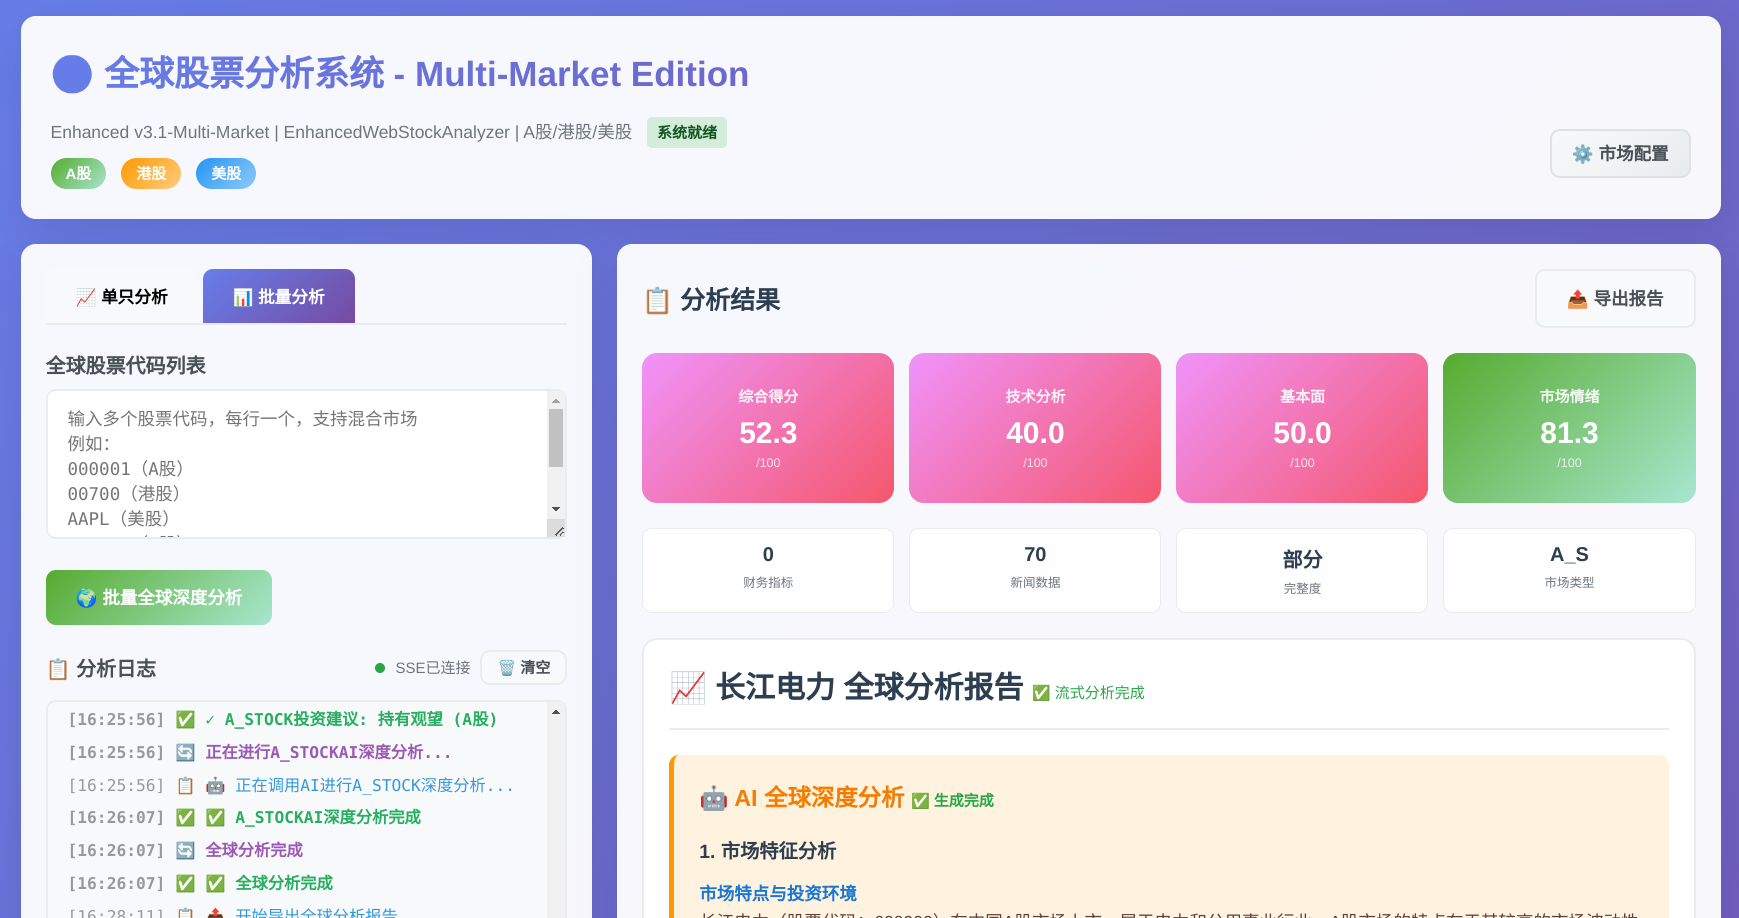 全球股票分析系统 - Multi-Market Edition
Enhanced v3.1-Multi-Market | EnhancedWebStockAnalyzer | A股/港股/美股 系统就绪
A股 港股 美股
⚙️ 市场配置
📈 单只分析 📊 批量分析
全球股票代码列表
输入多个股票代码，每行一个，支持混合市场
例如：
000001（A股）
00700（港股）
AAPL（美股）
🌍 批量全球深度分析
📋 分析日志 SSE已连接 🗑️ 清空
[16:25:56] ✅ ✓ A_STOCK投资建议: 持有观望 (A股)
[16:25:56] 🔄 正在进行A_STOCKAI深度分析...
[16:25:56] 📋 🤖 正在调用AI进行A_STOCK深度分析...
[16:26:07] ✅ ✅ A_STOCKAI深度分析完成
[16:26:07] 🔄 全球分析完成
[16:26:07] ✅ ✅ 全球分析完成
[16:28:11] 📋 📤 开始导出全球分析报告
📋 分析结果 📤 导出报告
综合得分
52.3
/100
技术分析
40.0
/100
基本面
50.0
/100
市场情绪
81.3
/100
0
财务指标
70
新闻数据
部分
完整度
A_S
市场类型
📈 长江电力 全球分析报告 ✅ 流式分析完成
🤖 AI 全球深度分析 ✅ 生成完成
1. 市场特征分析
市场特点与投资环境